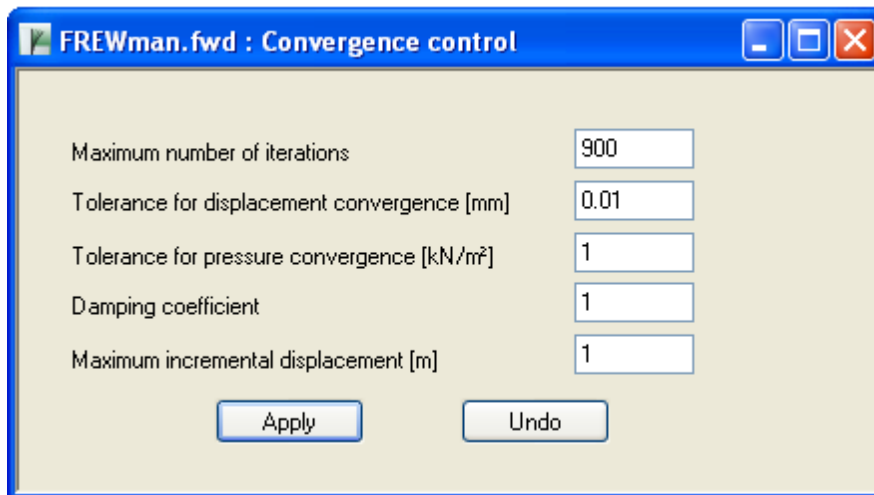 FREWman.fwd : Convergence control
Maximum number of iterations 900
Tolerance for displacement convergence [mm] 0.01
Tolerance for pressure convergence [kN/m²] 1
Damping coefficient 1
Maximum incremental displacement [m] 1
Apply Undo